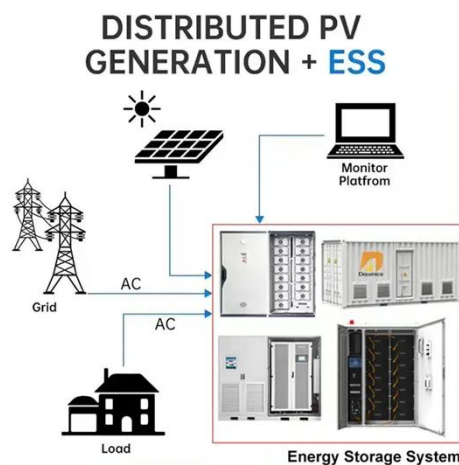 DISTRIBUTED PV
GENERATION + ESS
Monitor
Platfrom
Grid
AC
AC
Load
Energy Storage System